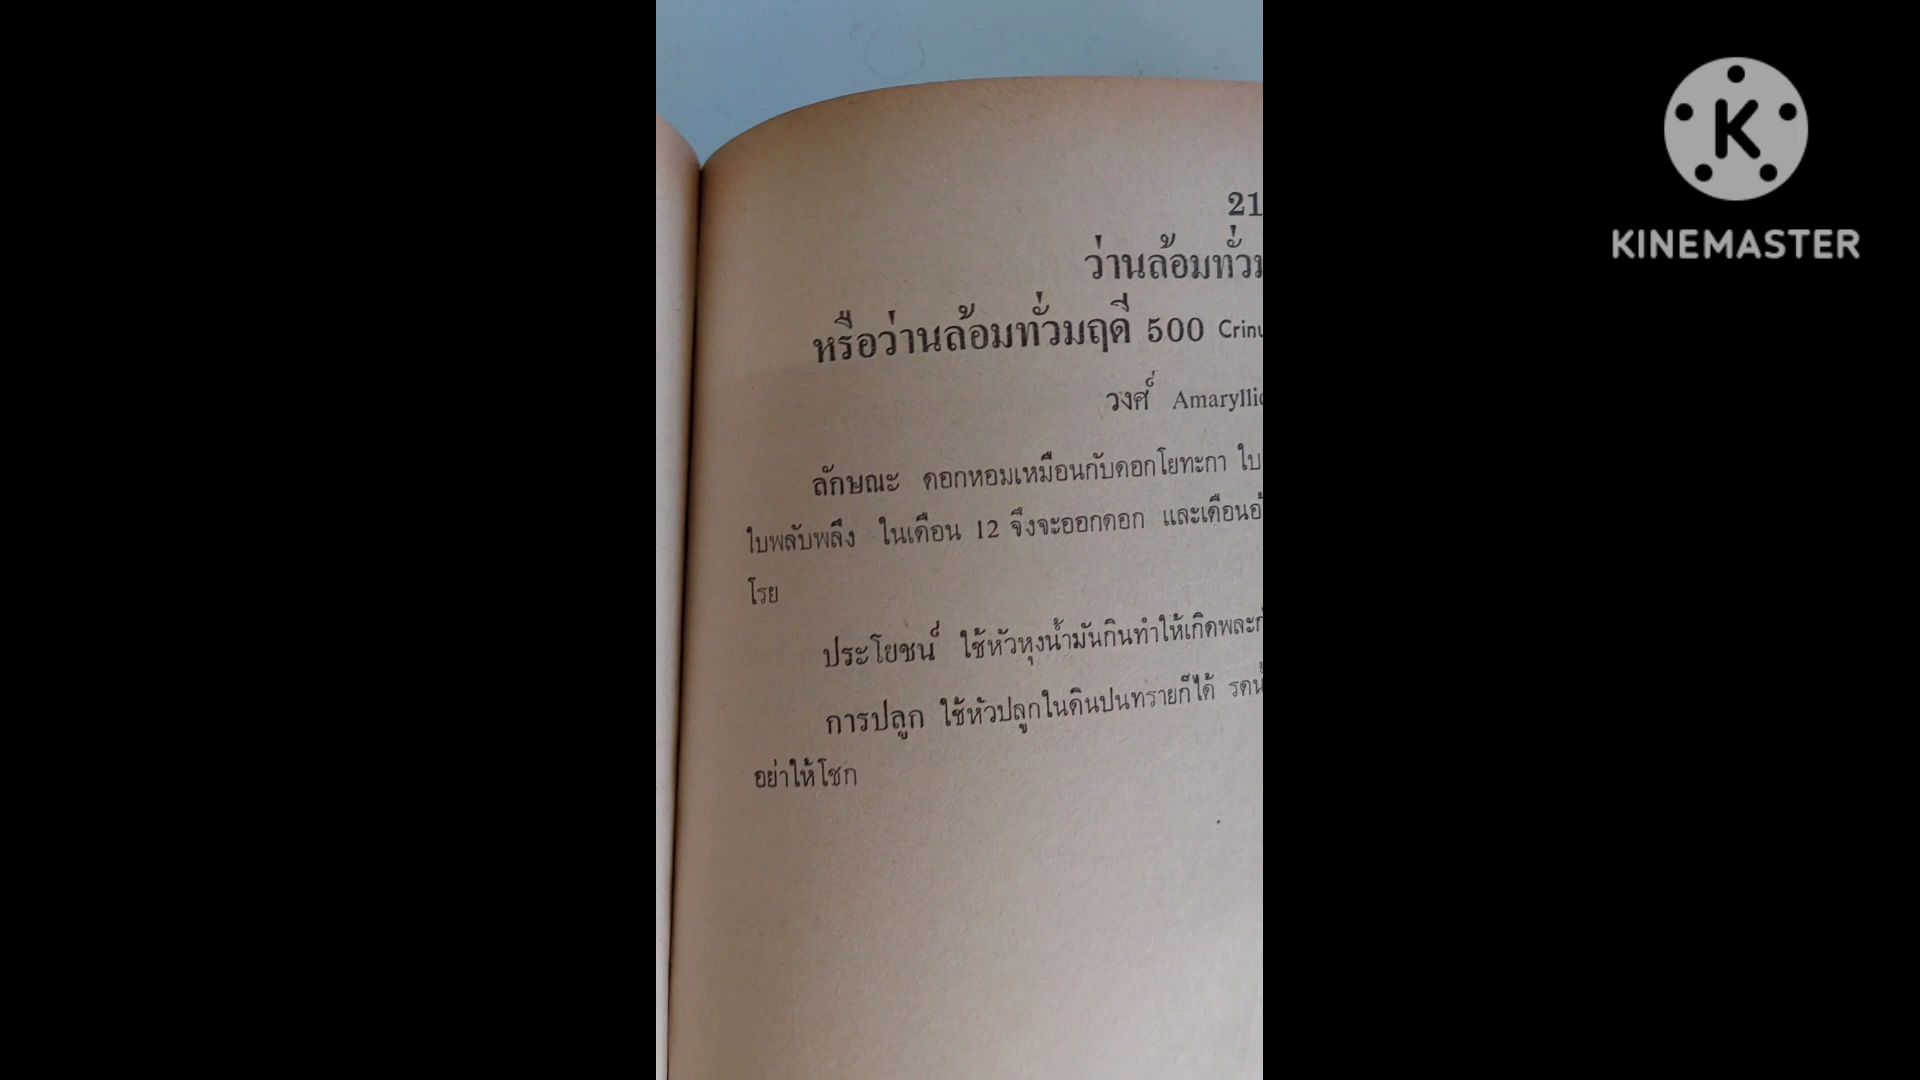 21
ว่านล้อมทั่ว
หรือว่านล้อมทั่วมฤดี 500
วงศ์
ลักษณะ ดอกหอมเหมือนกับดอกโยทะกา ใบ
ใบพลับพลึง ในเดือน 12 จึงจะออกดอก และเดือน
โรย
ประโยชน์ ใช้หัวหุงน้ำมันกินทำให้เกิด
การปลูก ใช้หัวปลูกในดินปนทรายก็ได้
อย่าให้โชก
KINEMASTER